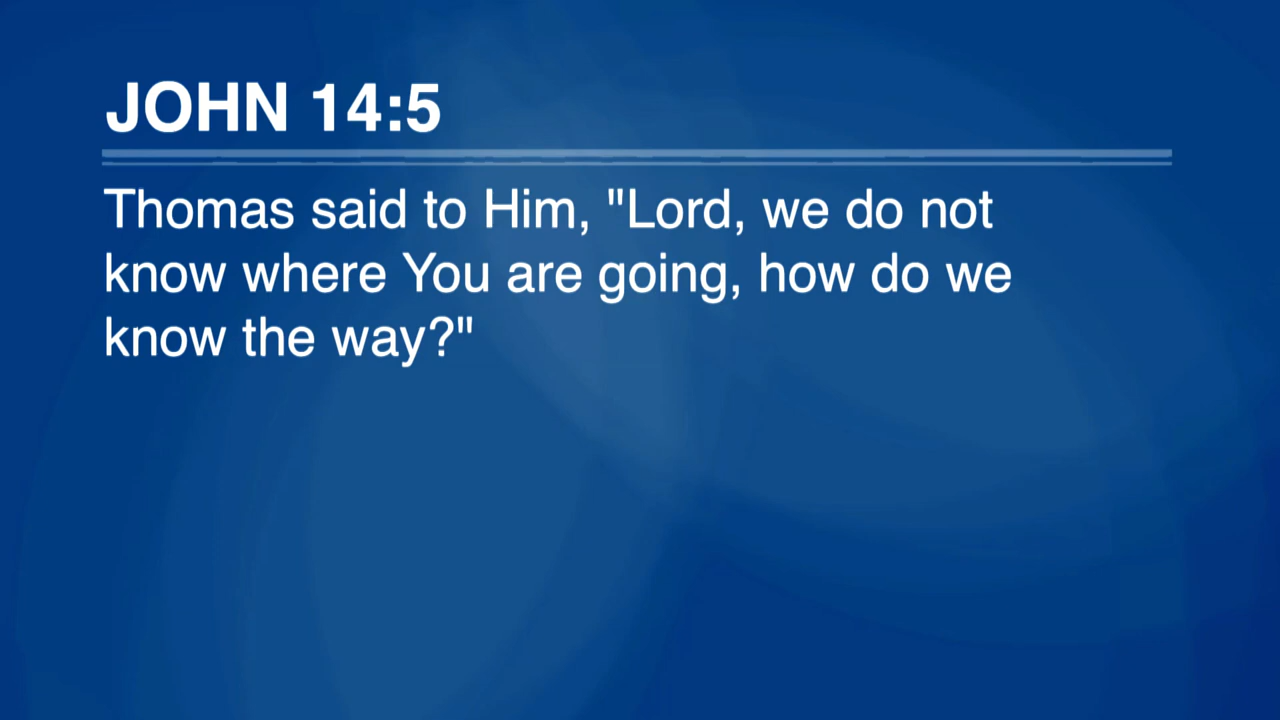 JOHN 14:5
Thomas said to Him, "Lord, we do not
know where You are going, how do we
know the way?"